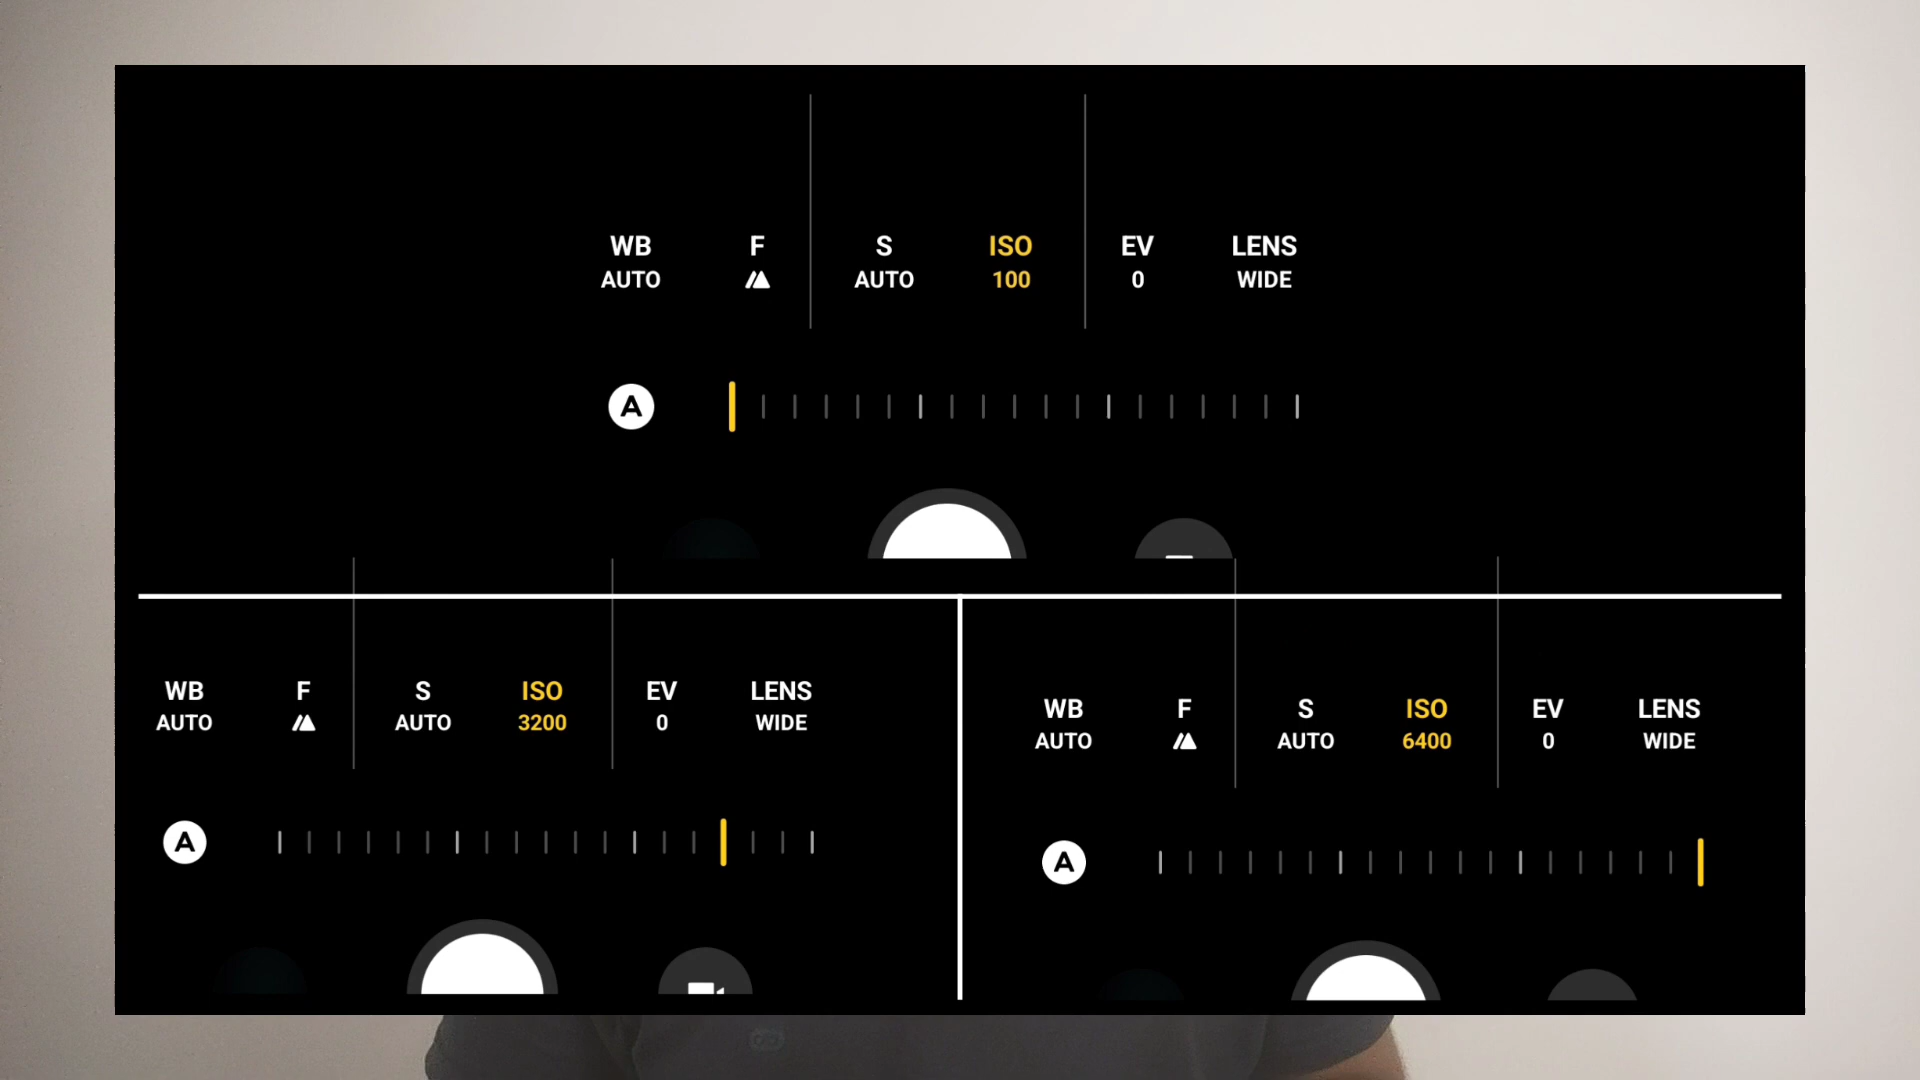 WB F S ISO EV LENS
AUTO AUTO 100 0 WIDE
A
WB F S ISO EV LENS
AUTO AUTO 3200 0 WIDE
A
WB F S ISO EV LENS
AUTO AUTO 6400 0 WIDE
A